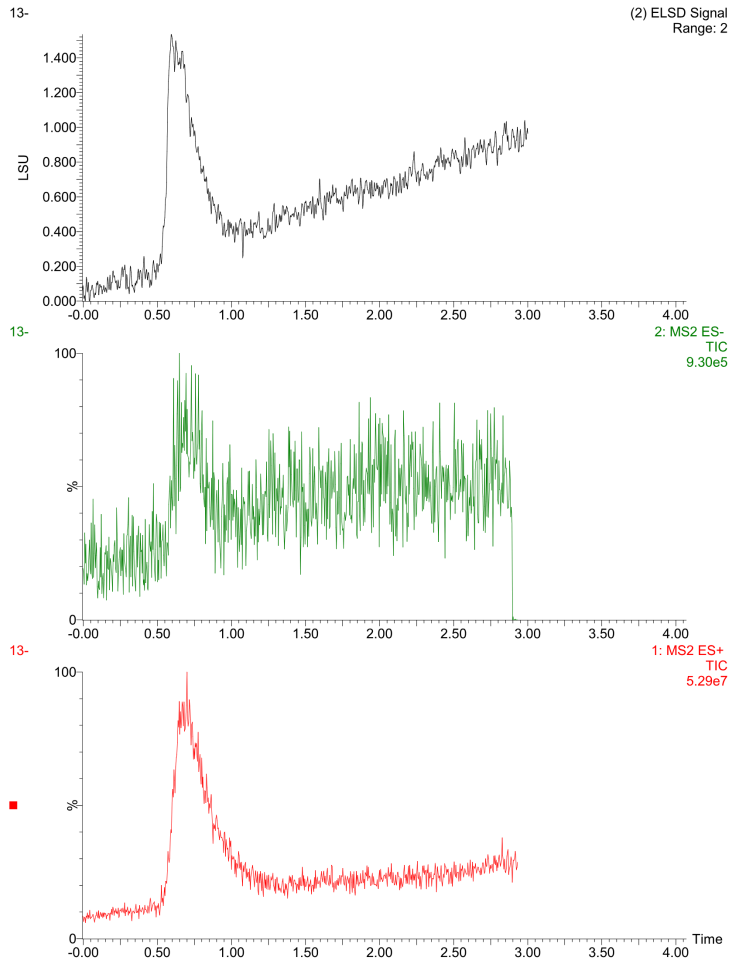 13-
(2) ELSD Signal
Range: 2
LSU
1.400
1.200
1.000
0.800
0.600
0.400
0.200
0.000
-0.00 0.50 1.00 1.50 2.00 2.50 3.00 3.50 4.00
13-
2: MS2 ES-
TIC
9.30e5
100
%
0
-0.00 0.50 1.00 1.50 2.00 2.50 3.00 3.50 4.00
13-
1: MS2 ES+
TIC
5.29e7
100
%
0
Time
-0.00 0.50 1.00 1.50 2.00 2.50 3.00 3.50 4.00